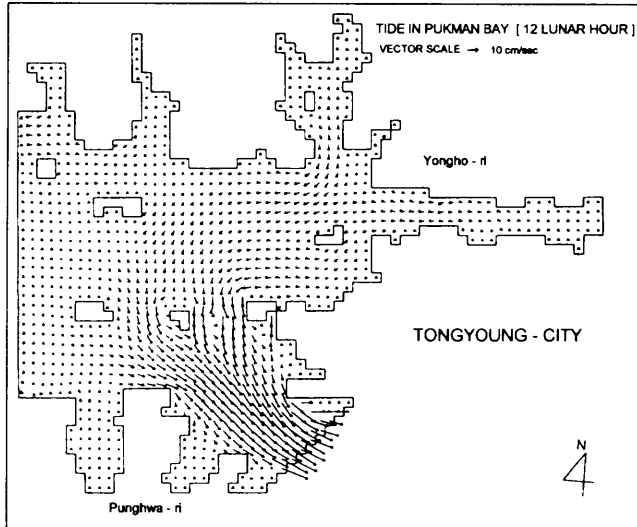 TIDE IN PUKMAN BAY [ 12 LUNAR HOUR ]
VECTOR SCALE → 10 cm/sec
Yongho - ri
TONGYOUNG - CITY
N
Punghwa - ri